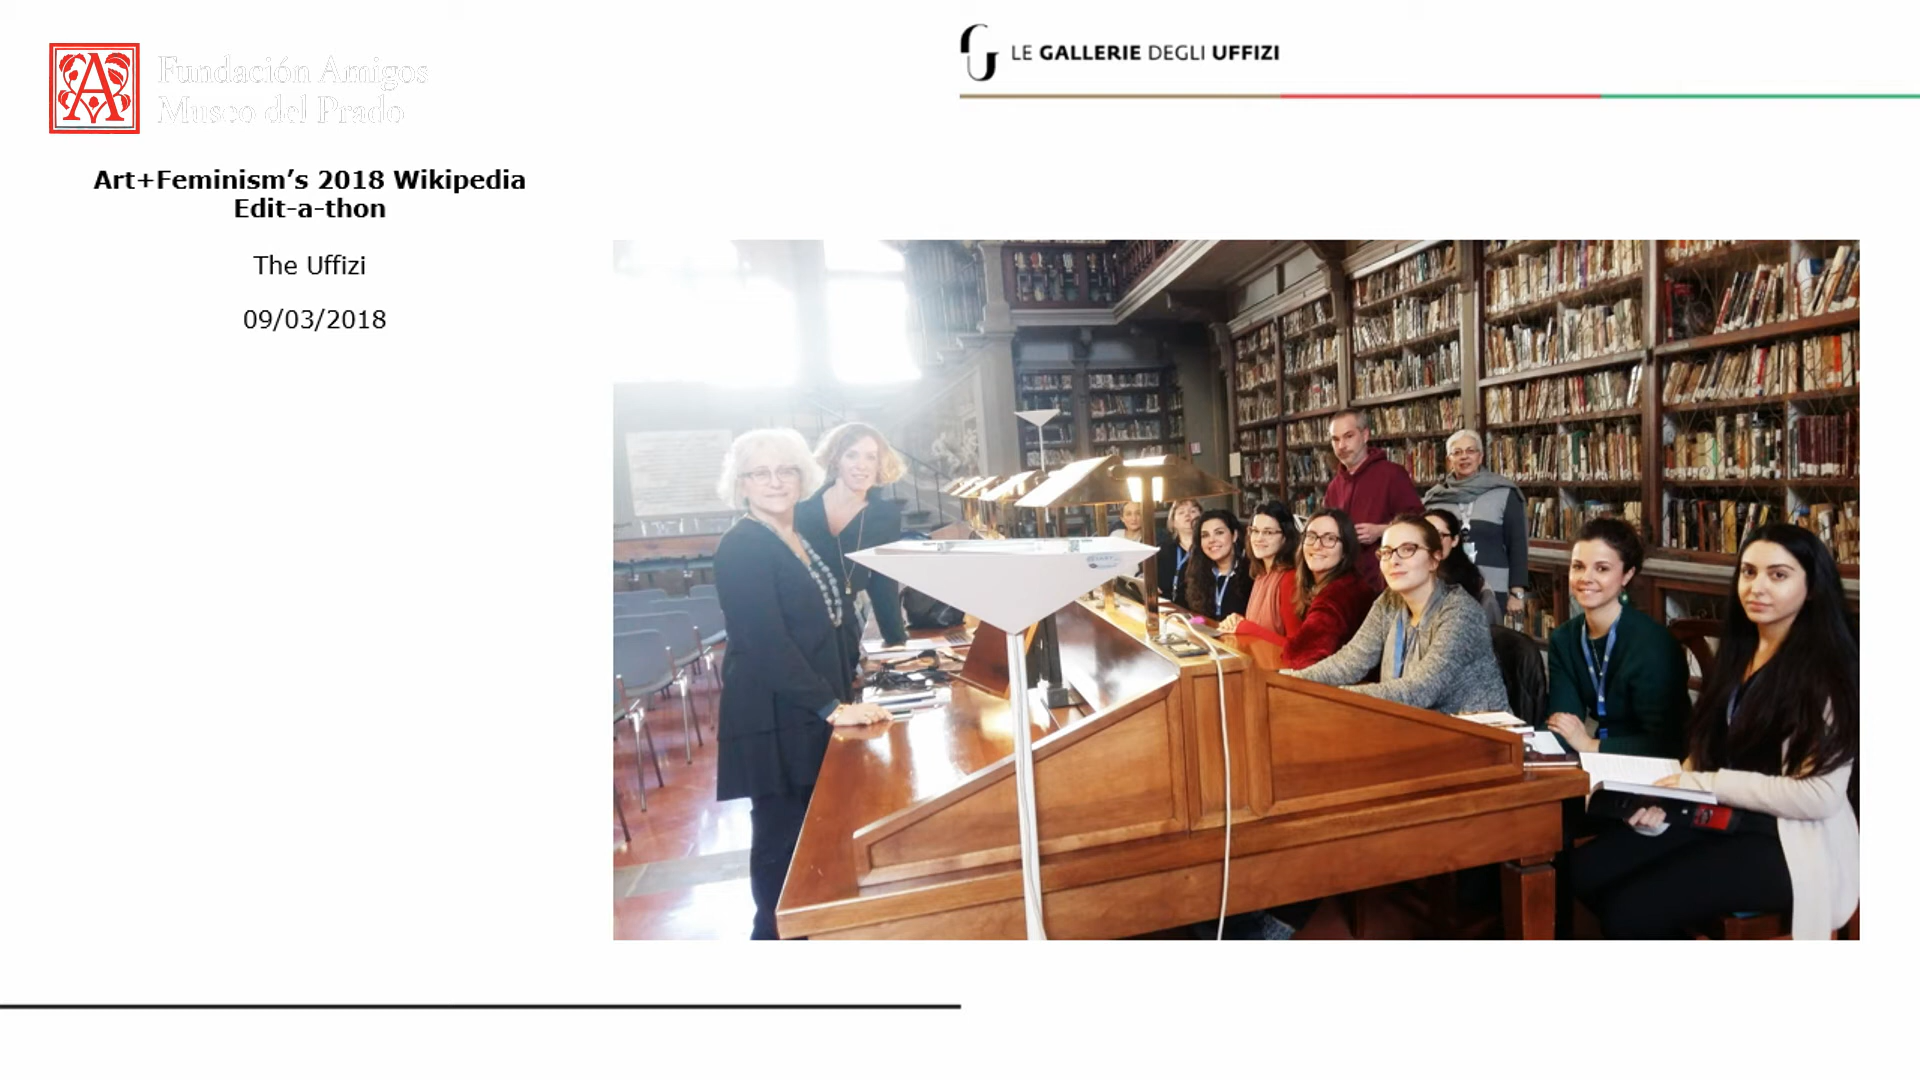 Fundación Amigos
Museo del Prado
LE GALLERIE DEGLI UFFIZI
Art+Feminism’s 2018 Wikipedia
Edit-a-thon
The Uffizi
09/03/2018